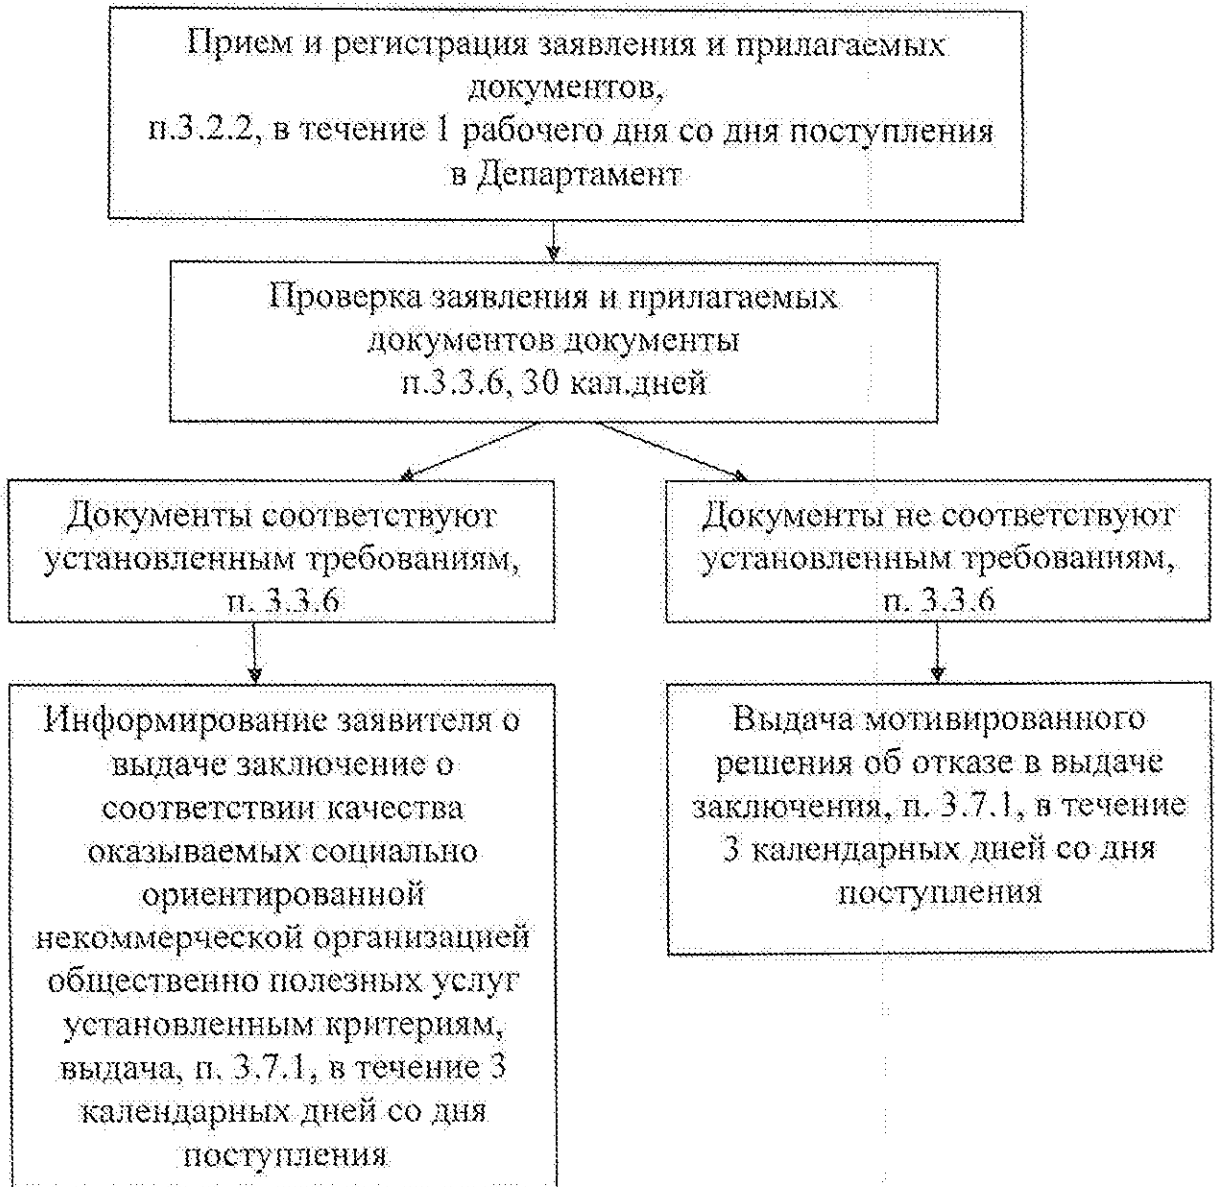 Прием и регистрация заявления и прилагаемых
документов,
п.3.2.2, в течение 1 рабочего дня со дня поступления
в Департамент
Проверка заявления и прилагаемых
документов документы
п.3.3.6, 30 кал.дней
Документы соответствуют
установленным требованиям,
п. 3.3.6
Документы не соответствуют
установленным требованиям,
п. 3.3.6
Информирование заявителя о
выдаче заключение о
соответствии качества
оказываемых социально
ориентированной
некоммерческой организацией
общественно полезных услуг
установленным критериям,
выдача, п. 3.7.1, в течение 3
календарных дней со дня
поступления
Выдача мотивированного
решения об отказе в выдаче
заключения, п. 3.7.1, в течение
3 календарных дней со дня
поступления